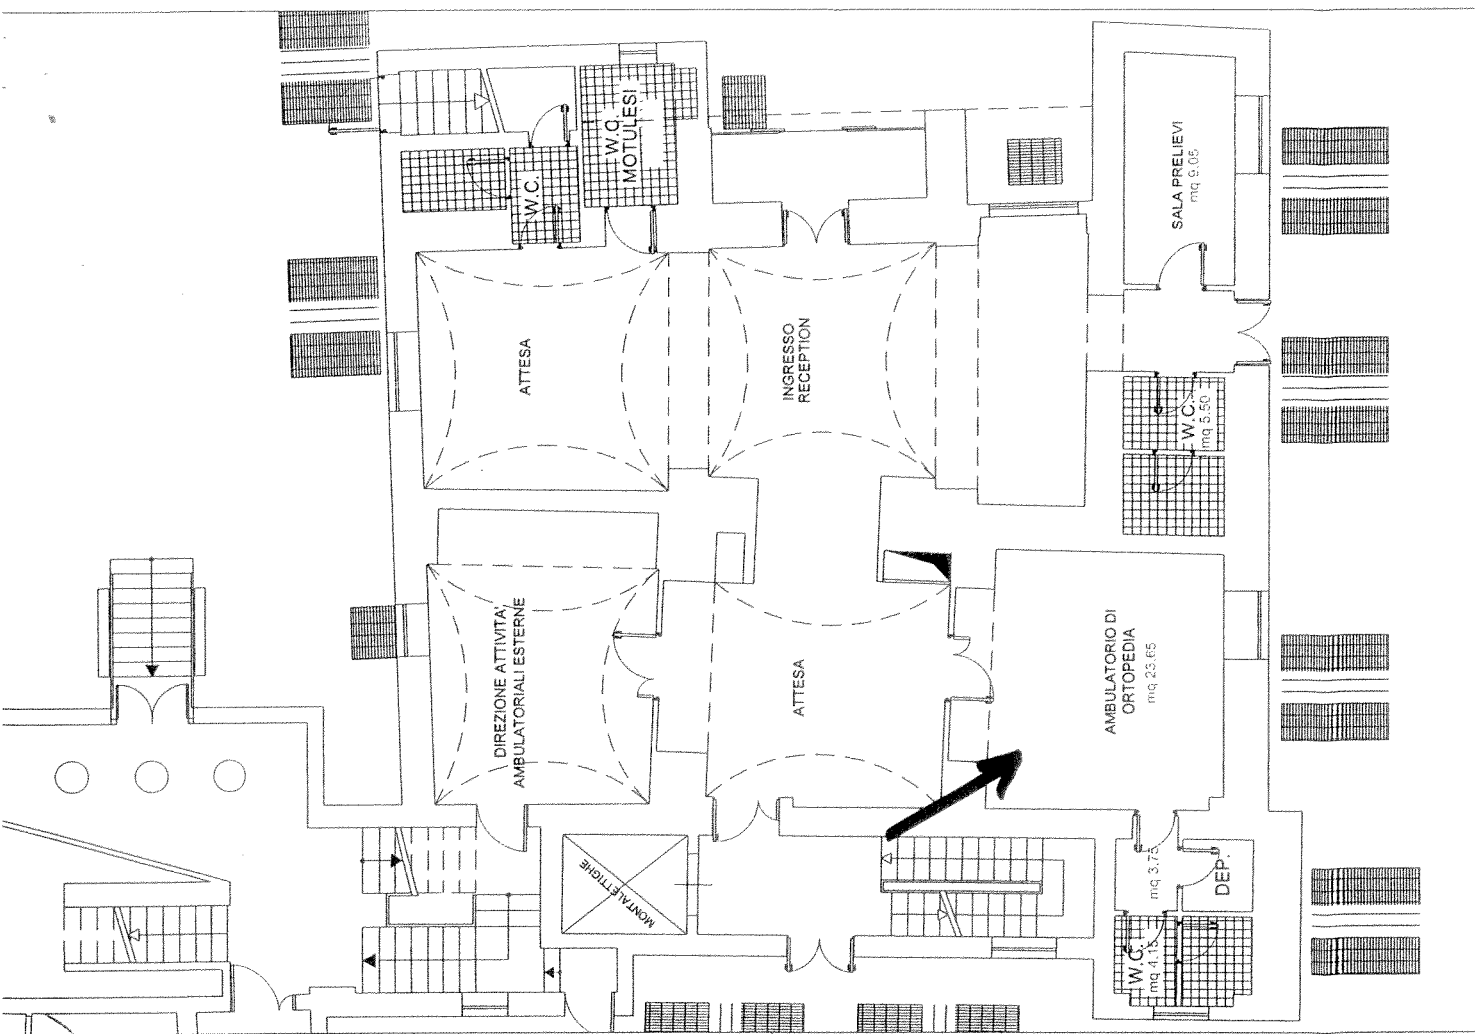 W.C.
MOTULESI
W.C.
SALA PRELIEVI
mq 9.05
ATTESA
INGRESSO
RECEPTION
W.C.
mq 5.50
DIREZIONE ATTIVITA'
AMBULATORIALI ESTERNE
ATTESA
AMBULATORIO DI
ORTOPEDIA
mq 23.65
MONTALETTIGHE
mq 3.75
DEP.
W.C.
mq 4.15